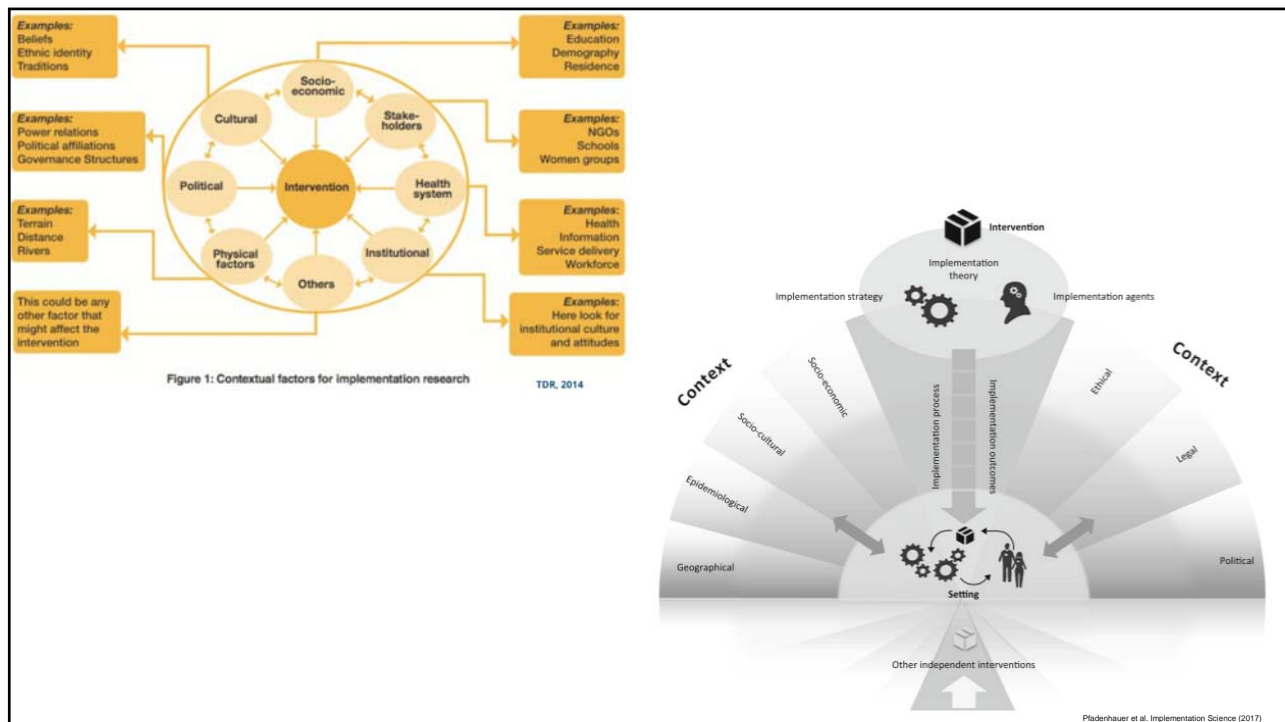 Examples:
Beliefs
Ethnic identity
Traditions
Examples:
Power relations
Political affiliations
Governance Structures
Examples:
Terrain
Distance
Rivers
This could be any
other factor that
might affect the
intervention
Socio-
economic
Cultural
Stake-
holders
Political
Intervention
Health
system
Physical
factors
Institutional
Others
Examples:
Education
Demography
Residence
Examples:
NGOs
Schools
Women groups
Examples:
Health
Information
Service delivery
Workforce
Examples:
Here look for
institutional culture
and attitudes
Figure 1: Contextual factors for implementation research
TDR, 2014
Intervention
Implementation
theory
Implementation strategy
Implementation agents
Context
Context
Socio-economic
Socio-cultural
Epidemiological
Geographical
Implementation process
Implementation outcomes
Ethical
Legal
Political
Setting
Other independent interventions
Pfadenhauer et al. Implementation Science (2017)